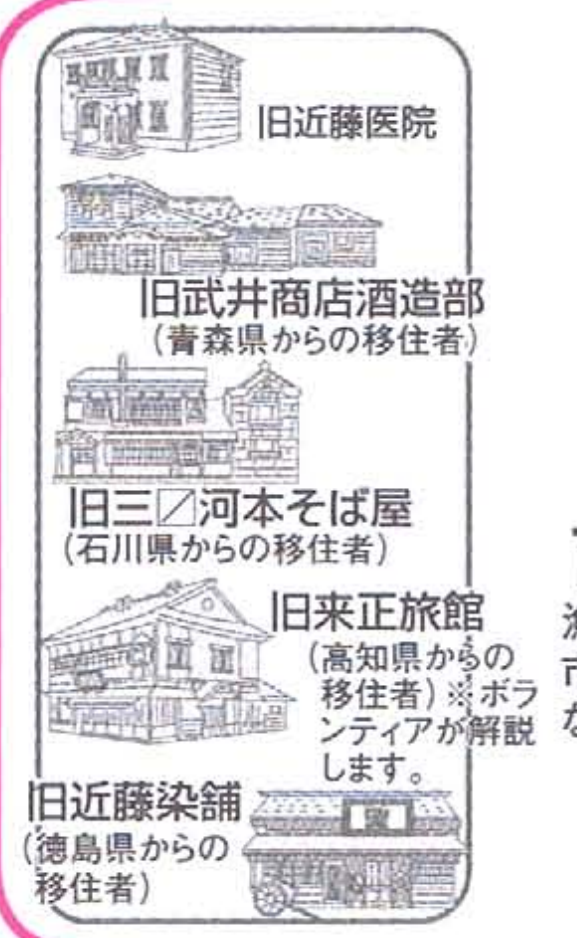 旧近藤医院
旧武井商店酒造部
(青森県からの移住者)
旧三〼河本そば屋
(石川県からの移住者)
旧来正旅館
(高知県からの
移住者)※ボラ
ンティアが解説
します。
旧近藤染舗
(徳島県からの
移住者)